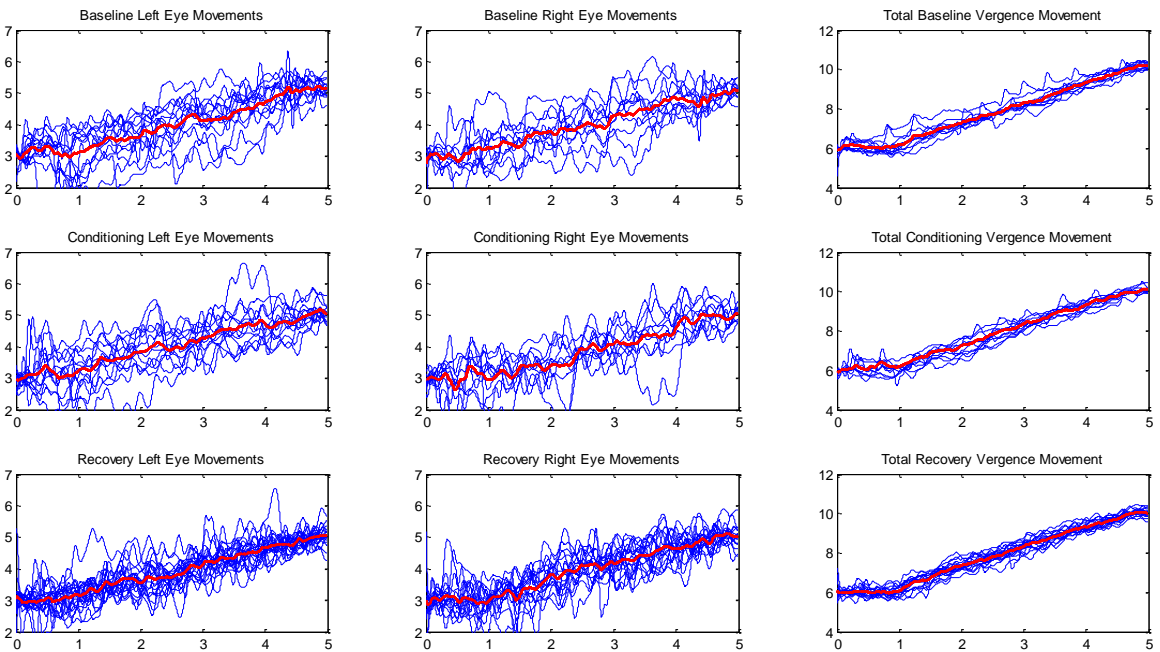 Baseline Left Eye Movements
7
6
5
4
3
2
0 1 2 3 4 5
Baseline Right Eye Movements
7
6
5
4
3
2
0 1 2 3 4 5
Total Baseline Vergence Movement
12
10
8
6
4
0 1 2 3 4 5
Conditioning Left Eye Movements
7
6
5
4
3
2
0 1 2 3 4 5
Conditioning Right Eye Movements
7
6
5
4
3
2
0 1 2 3 4 5
Total Conditioning Vergence Movement
12
10
8
6
4
0 1 2 3 4 5
Recovery Left Eye Movements
7
6
5
4
3
2
0 1 2 3 4 5
Recovery Right Eye Movements
7
6
5
4
3
2
0 1 2 3 4 5
Total Recovery Vergence Movement
12
10
8
6
4
0 1 2 3 4 5